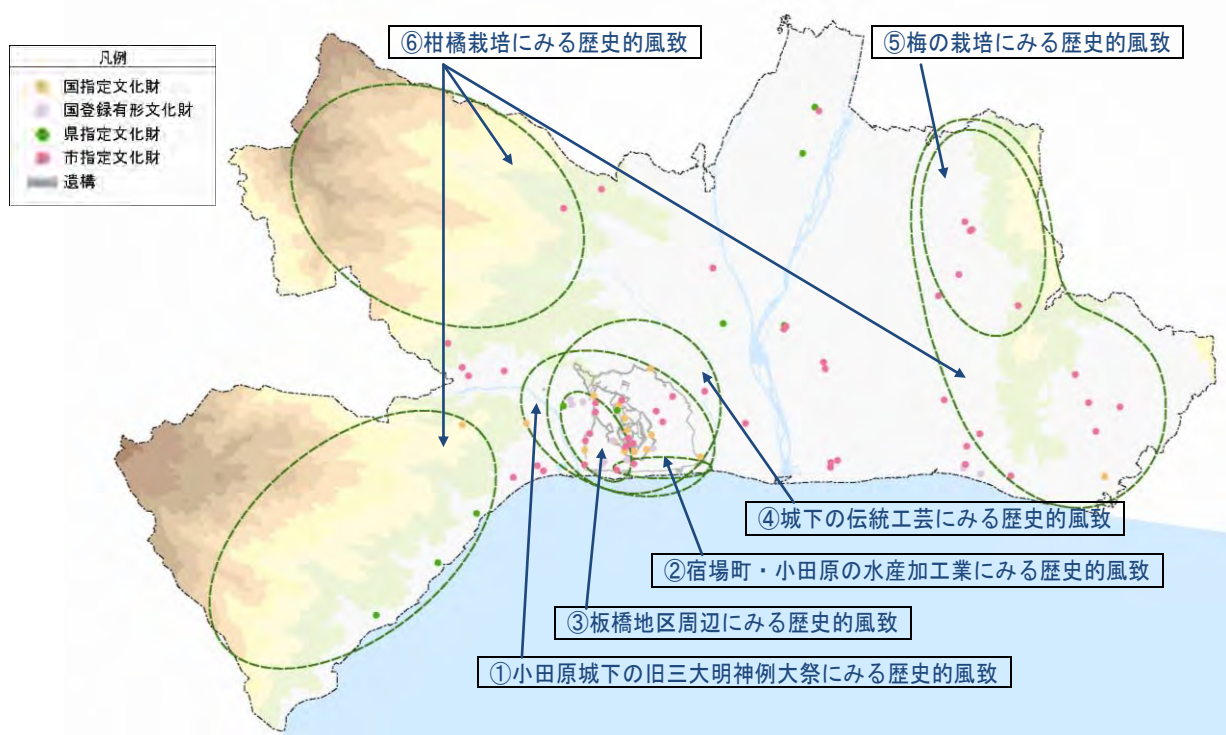 ⑥柑橘栽培にみる歴史的風致
⑤梅の栽培にみる歴史的風致
凡例
国指定文化財
国登録有形文化財
県指定文化財
市指定文化財
遺構
④城下の伝統工芸にみる歴史的風致
②宿場町・小田原の水産加工業にみる歴史的風致
③板橋地区周辺にみる歴史的風致
①小田原城下の旧三大明神例大祭にみる歴史的風致